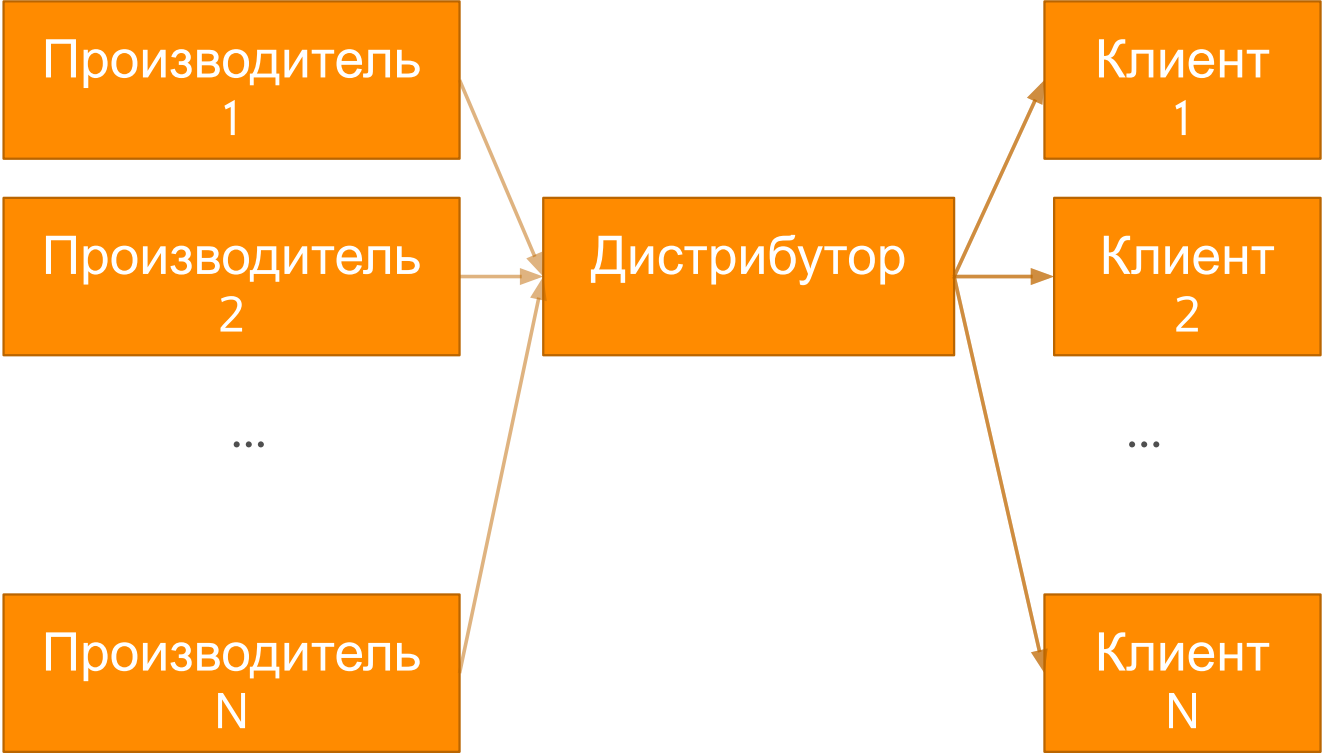 Производитель
1
Клиент
1
Производитель
2
Дистрибутор
Клиент
2
...
...
Производитель
N
Клиент
N